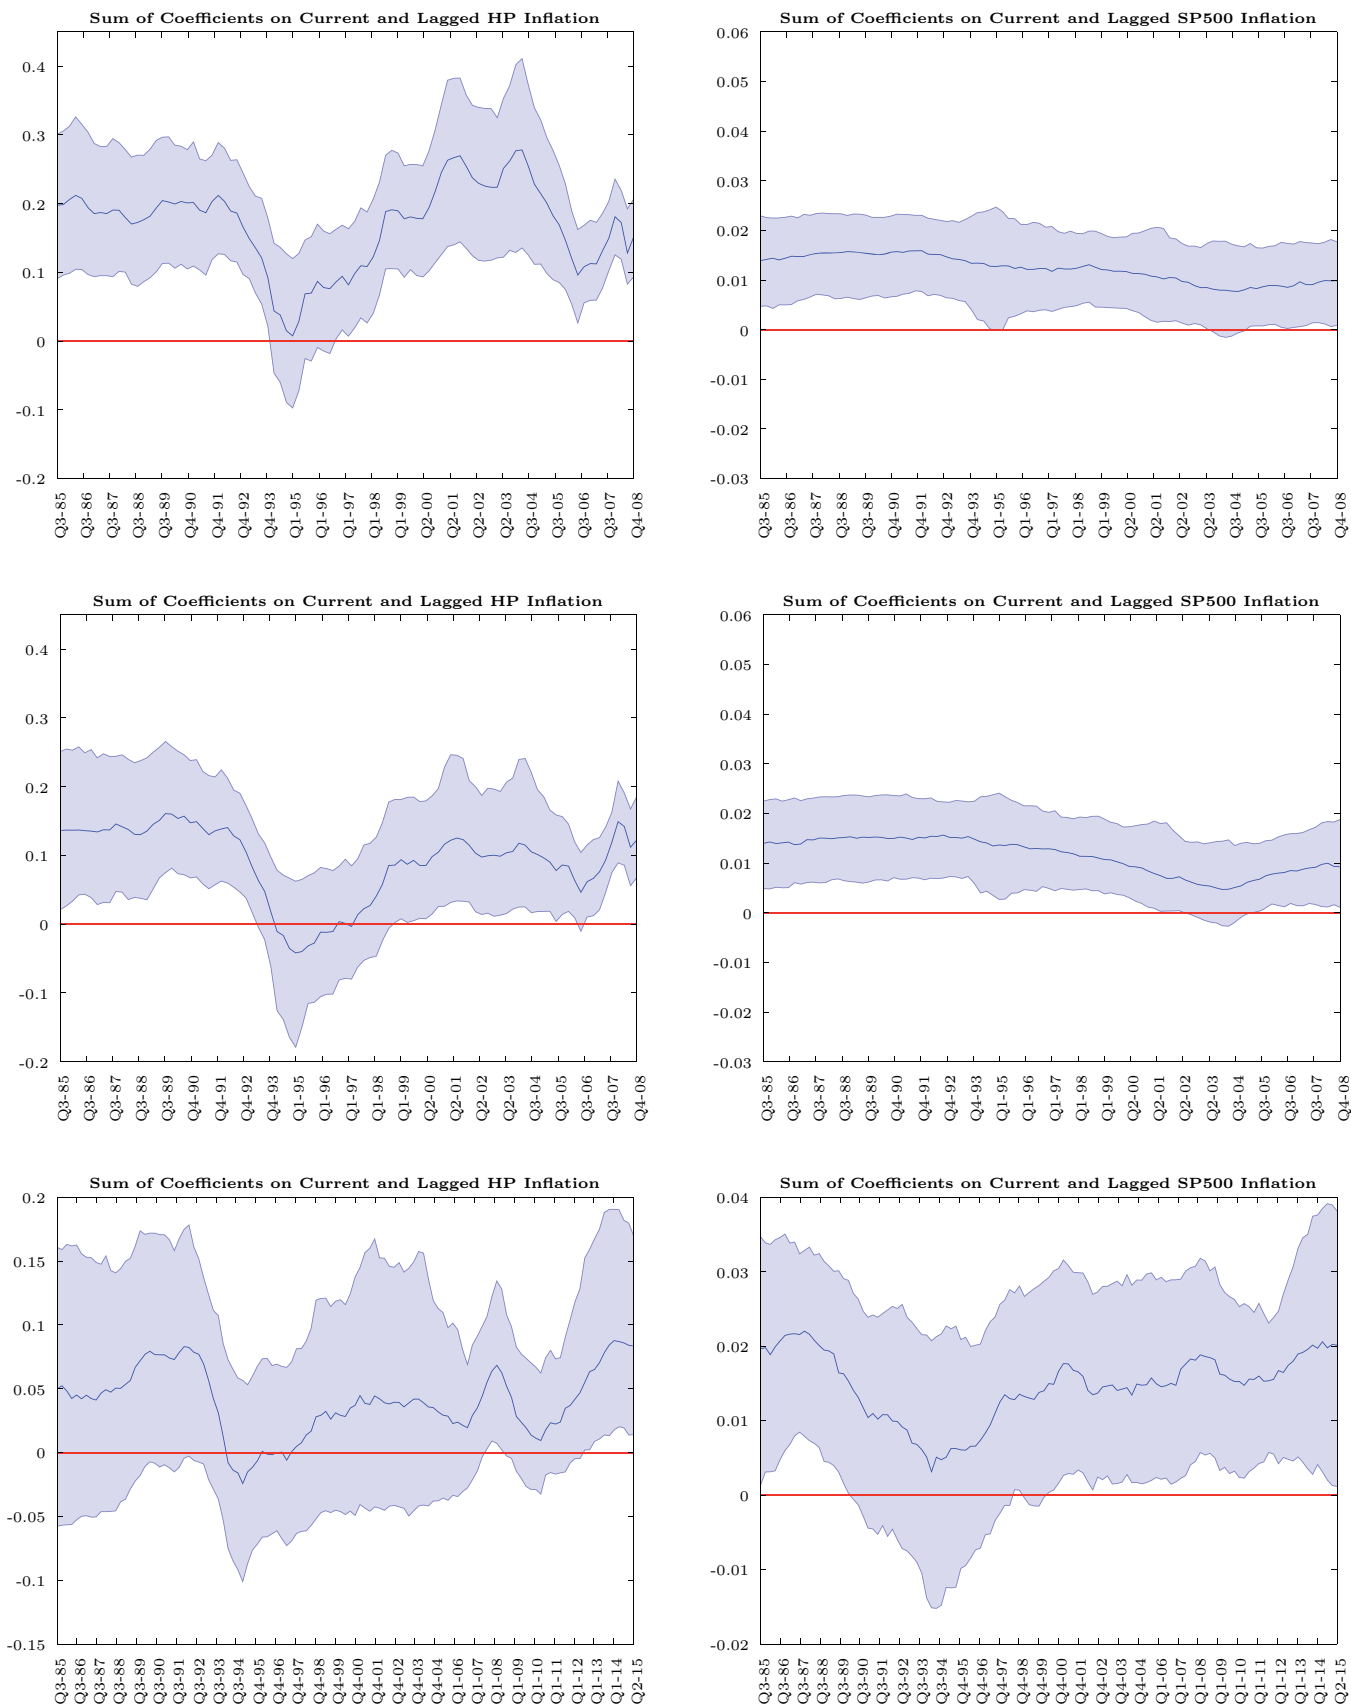 Sum of Coefficients on Current and Lagged HP Inflation
0.4
0.3
0.2
0.1
0
-0.1
-0.2
Q3-85
Q3-86
Q3-87
Q3-88
Q3-89
Q4-90
Q4-91
Q4-92
Q4-93
Q1-95
Q1-96
Q1-97
Q1-98
Q1-99
Q2-00
Q2-01
Q2-02
Q2-03
Q3-04
Q3-05
Q3-06
Q3-07
Q4-08
Sum of Coefficients on Current and Lagged SP500 Inflation
0.06
0.05
0.04
0.03
0.02
0.01
0
-0.01
-0.02
-0.03
Q3-85
Q3-86
Q3-87
Q3-88
Q3-89
Q4-90
Q4-91
Q4-92
Q4-93
Q1-95
Q1-96
Q1-97
Q1-98
Q1-99
Q2-00
Q2-01
Q2-02
Q2-03
Q3-04
Q3-05
Q3-06
Q3-07
Q4-08
Sum of Coefficients on Current and Lagged HP Inflation
0.4
0.3
0.2
0.1
0
-0.1
-0.2
Q3-85
Q3-86
Q3-87
Q3-88
Q3-89
Q4-90
Q4-91
Q4-92
Q4-93
Q1-95
Q1-96
Q1-97
Q1-98
Q1-99
Q2-00
Q2-01
Q2-02
Q2-03
Q3-04
Q3-05
Q3-06
Q3-07
Q4-08
Sum of Coefficients on Current and Lagged SP500 Inflation
0.06
0.05
0.04
0.03
0.02
0.01
0
-0.01
-0.02
-0.03
Q3-85
Q3-86
Q3-87
Q3-88
Q3-89
Q4-90
Q4-91
Q4-92
Q4-93
Q1-95
Q1-96
Q1-97
Q1-98
Q1-99
Q2-00
Q2-01
Q2-02
Q2-03
Q3-04
Q3-05
Q3-06
Q3-07
Q4-08
Sum of Coefficients on Current and Lagged HP Inflation
0.2
0.15
0.1
0.05
0
-0.05
-0.1
-0.15
Q3-85
Q3-86
Q3-87
Q3-88
Q3-89
Q3-90
Q3-91
Q3-92
Q3-93
Q3-94
Q4-95
Q4-96
Q4-97
Q4-98
Q4-99
Q4-00
Q4-01
Q4-02
Q4-03
Q4-04
Q1-06
Q1-07
Q1-08
Q1-09
Q1-10
Q1-11
Q1-12
Q1-13
Q1-14
Q2-15
Sum of Coefficients on Current and Lagged SP500 Inflation
0.04
0.03
0.02
0.01
0
-0.01
-0.02
Q3-85
Q3-86
Q3-87
Q3-88
Q3-89
Q3-90
Q3-91
Q3-92
Q3-93
Q3-94
Q4-95
Q4-96
Q4-97
Q4-98
Q4-99
Q4-00
Q4-01
Q4-02
Q4-03
Q4-04
Q1-06
Q1-07
Q1-08
Q1-09
Q1-10
Q1-11
Q1-12
Q1-13
Q1-14
Q2-15